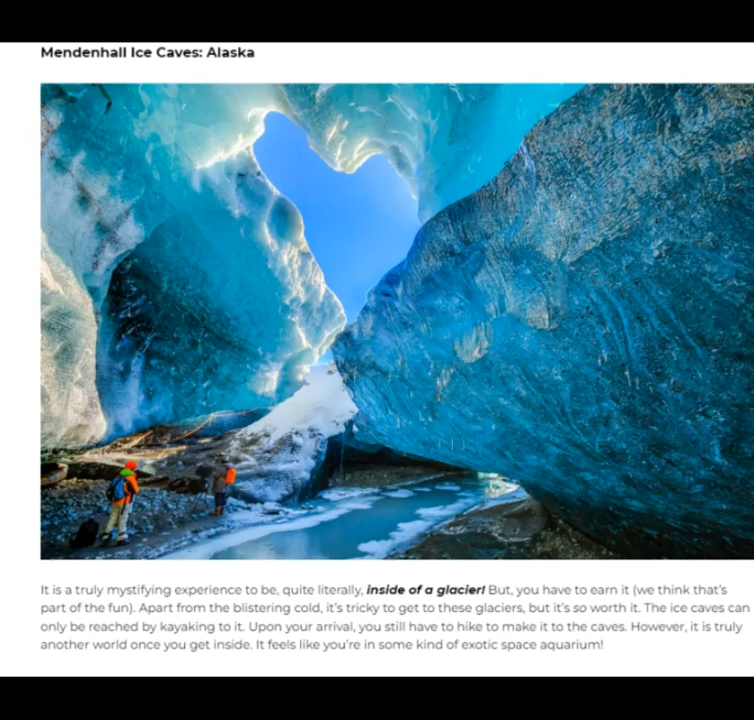 Mendenhall Ice Caves: Alaska
It is a truly mystifying experience to be, quite literally, inside of a glacier! But, you have to earn it (we think that's
part of the fun). Apart from the blistering cold, it's tricky to get to these glaciers, but it's so worth it. The ice caves can
only be reached by kayaking to it. Upon your arrival, you still have to hike to make it to the caves. However, it is truly
another world once you get inside. It feels like you're in some kind of exotic space aquarium!